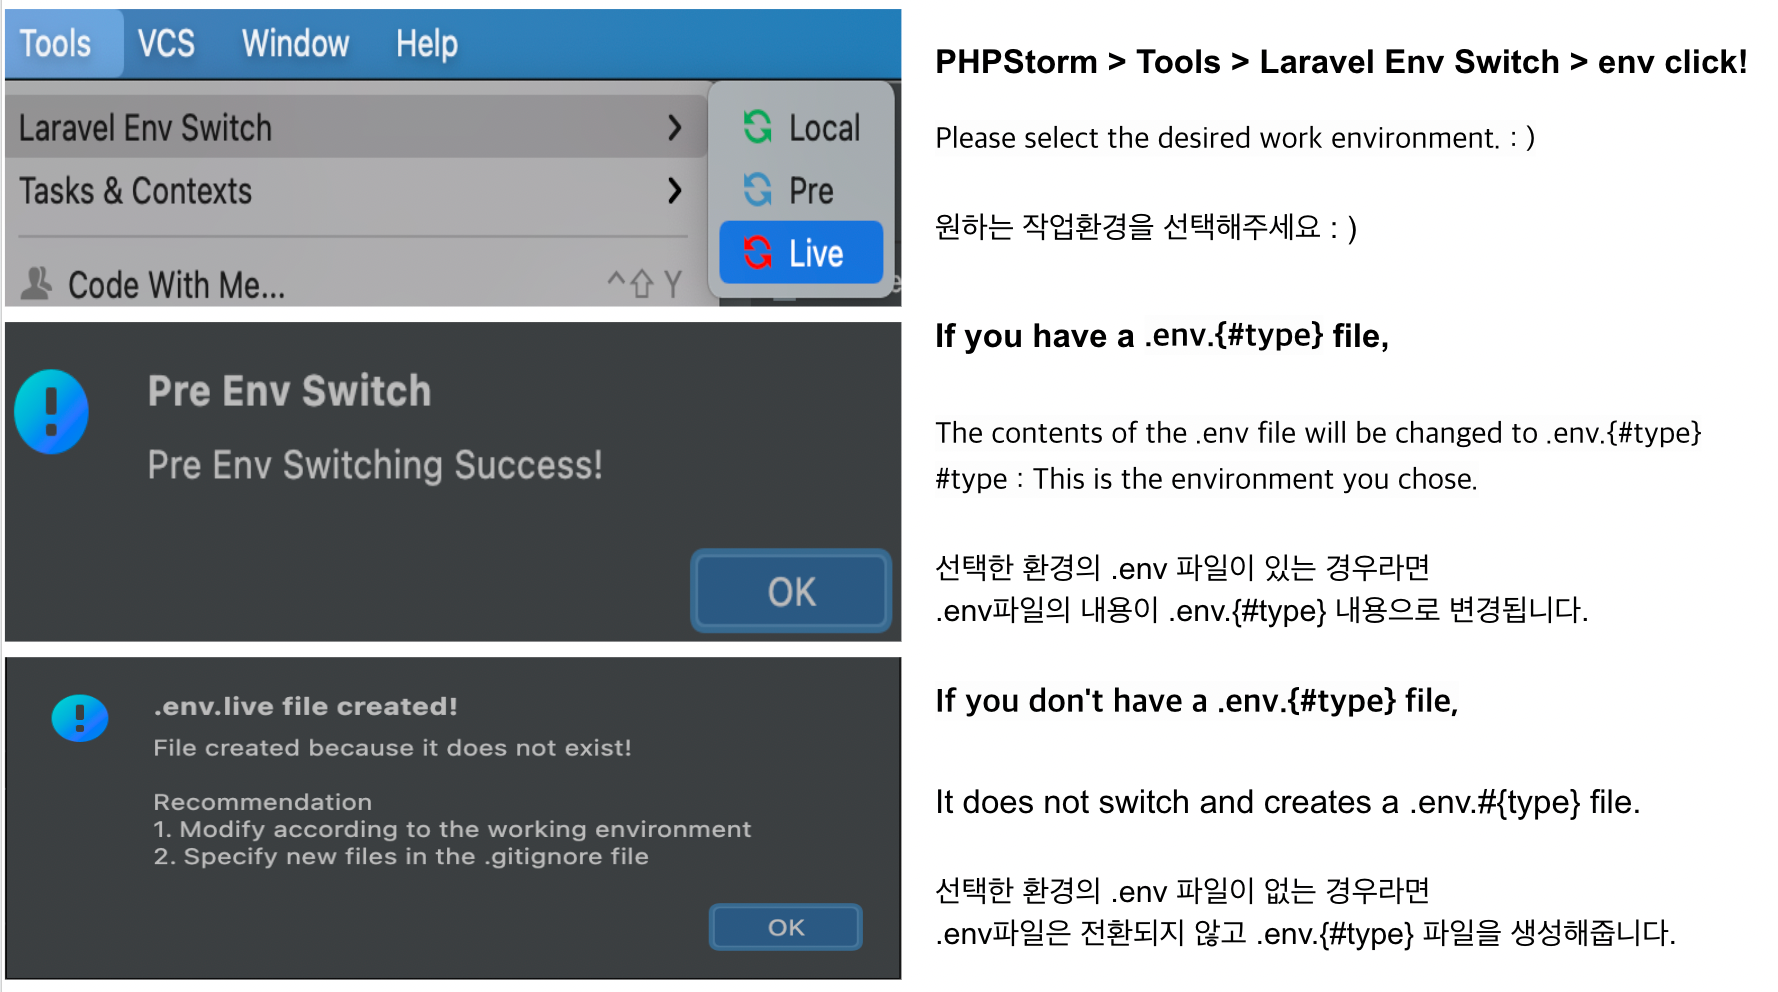 Tools VCS Window Help
Laravel Env Switch
Tasks & Contexts
Code With Me...
^⇧Y
Local
Pre
Live
PHPStorm > Tools > Laravel Env Switch > env click!
Please select the desired work environment. : )
원하는 작업환경을 선택해주세요 : )
Pre Env Switch
Pre Env Switching Success!
OK
If you have a .env.{#type} file,
The contents of the .env file will be changed to .env.{#type}
#type : This is the environment you chose.
선택한 환경의 .env 파일이 있는 경우라면
.env파일의 내용이 .env.{#type} 내용으로 변경됩니다.
.env.live file created!
File created because it does not exist!
Recommendation
1. Modify according to the working environment
2. Specify new files in the .gitignore file
OK
If you don't have a .env.{#type} file,
It does not switch and creates a .env.#{type} file.
선택한 환경의 .env 파일이 없는 경우라면
.env파일은 전환되지 않고 .env.{#type} 파일을 생성해줍니다.